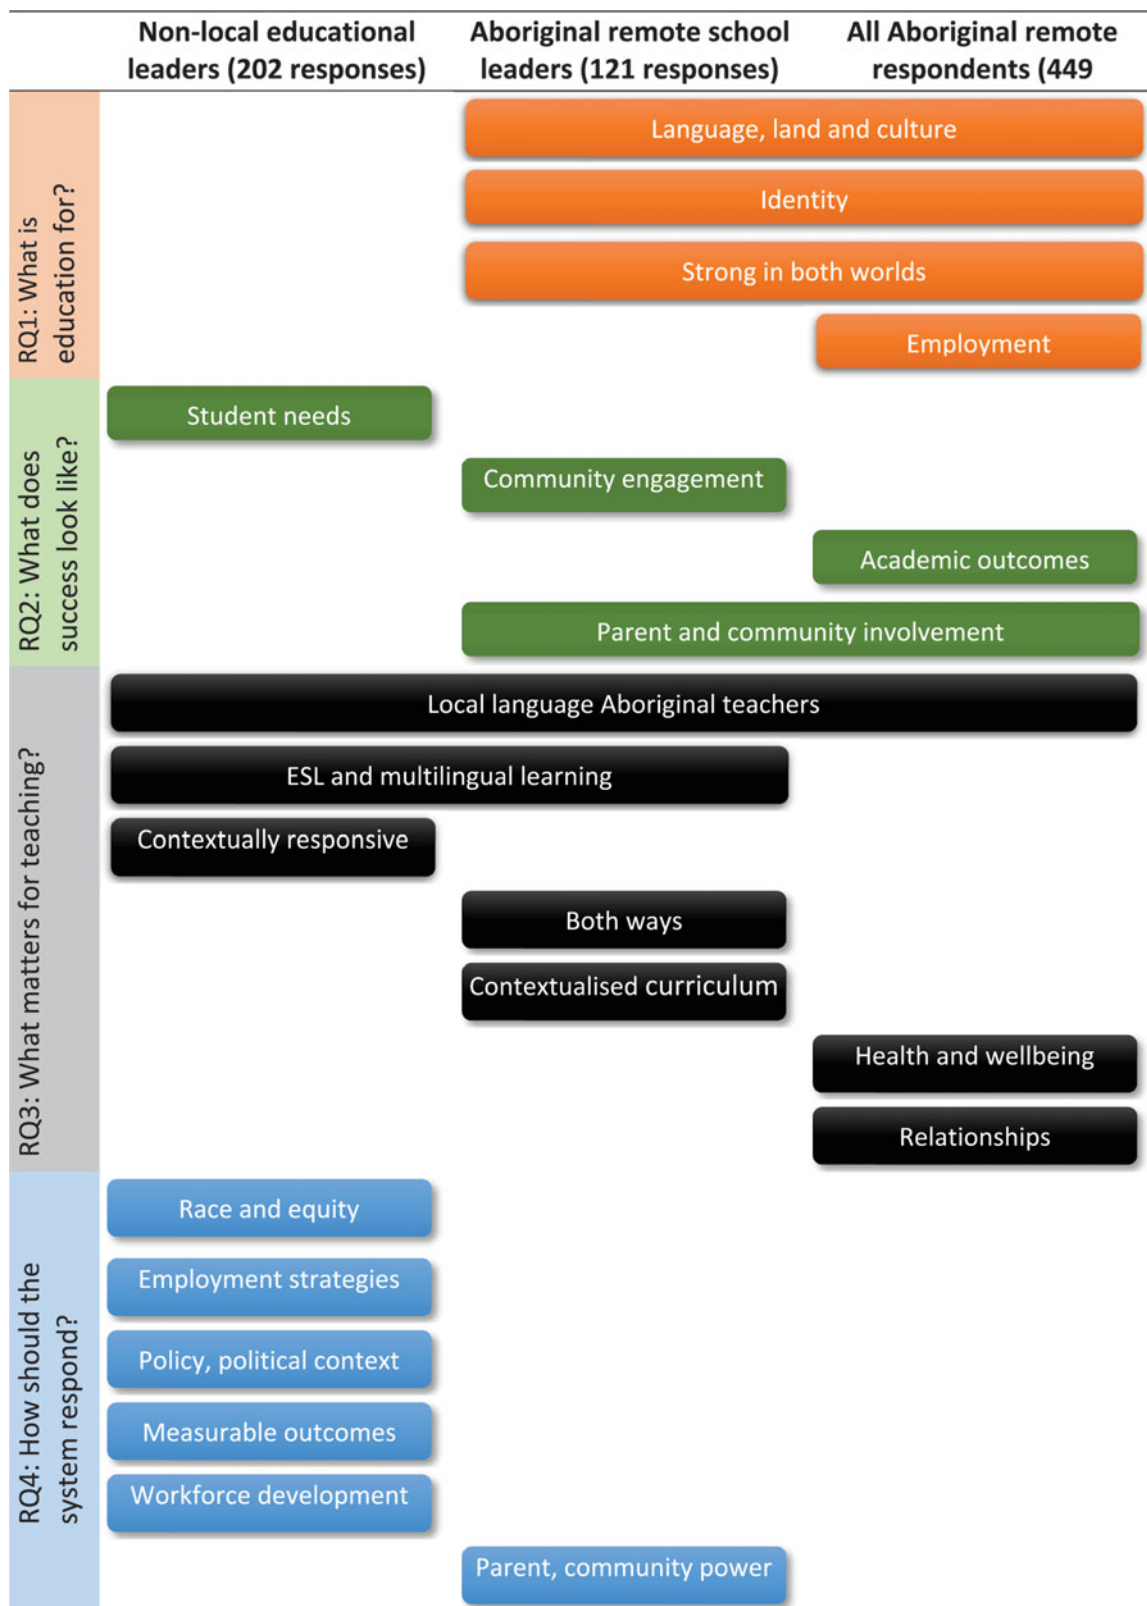 Non-local educational
leaders (202 responses)
Aboriginal remote school
leaders (121 responses)
All Aboriginal remote
respondents (449
RQ1: What is
education for?
Language, land and culture
Identity
Strong in both worlds
Employment
RQ2: What does
success look like?
Student needs
Community engagement
Academic outcomes
Parent and community involvement
RQ3: What matters for teaching?
Local language Aboriginal teachers
ESL and multilingual learning
Contextually responsive
Both ways
Contextualised curriculum
Health and wellbeing
Relationships
RQ4: How should the
system respond?
Race and equity
Employment strategies
Policy, political context
Measurable outcomes
Workforce development
Parent, community power